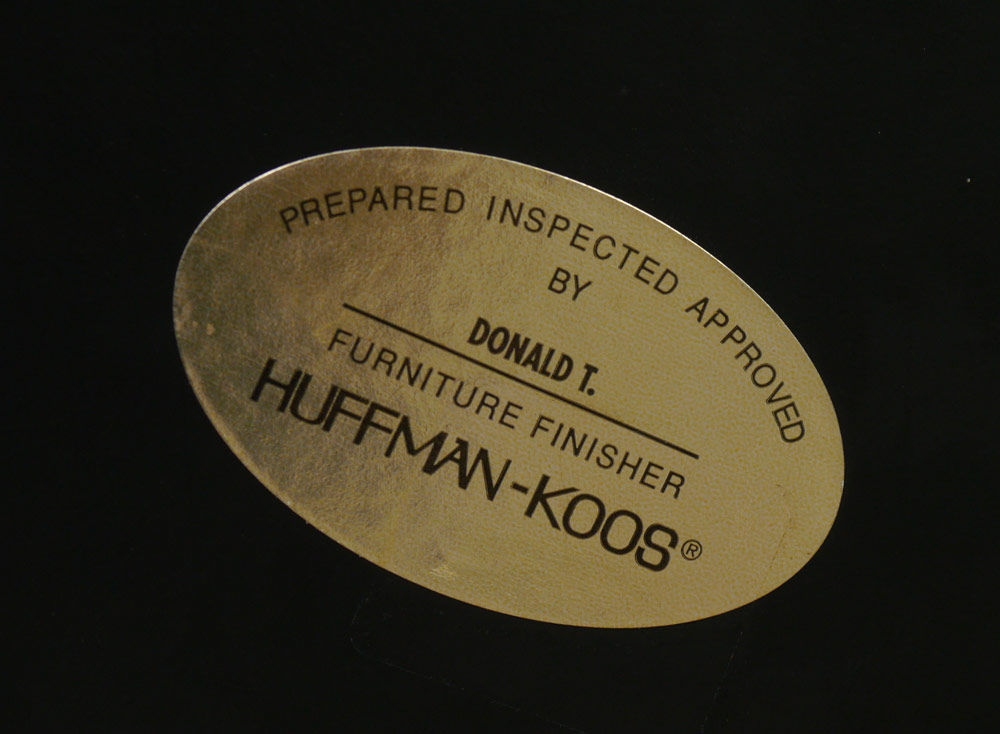 PREPARED INSPECTED APPROVED
BY
DONALD T.
FURNITURE FINISHER
HUFFMAN-KOOS®